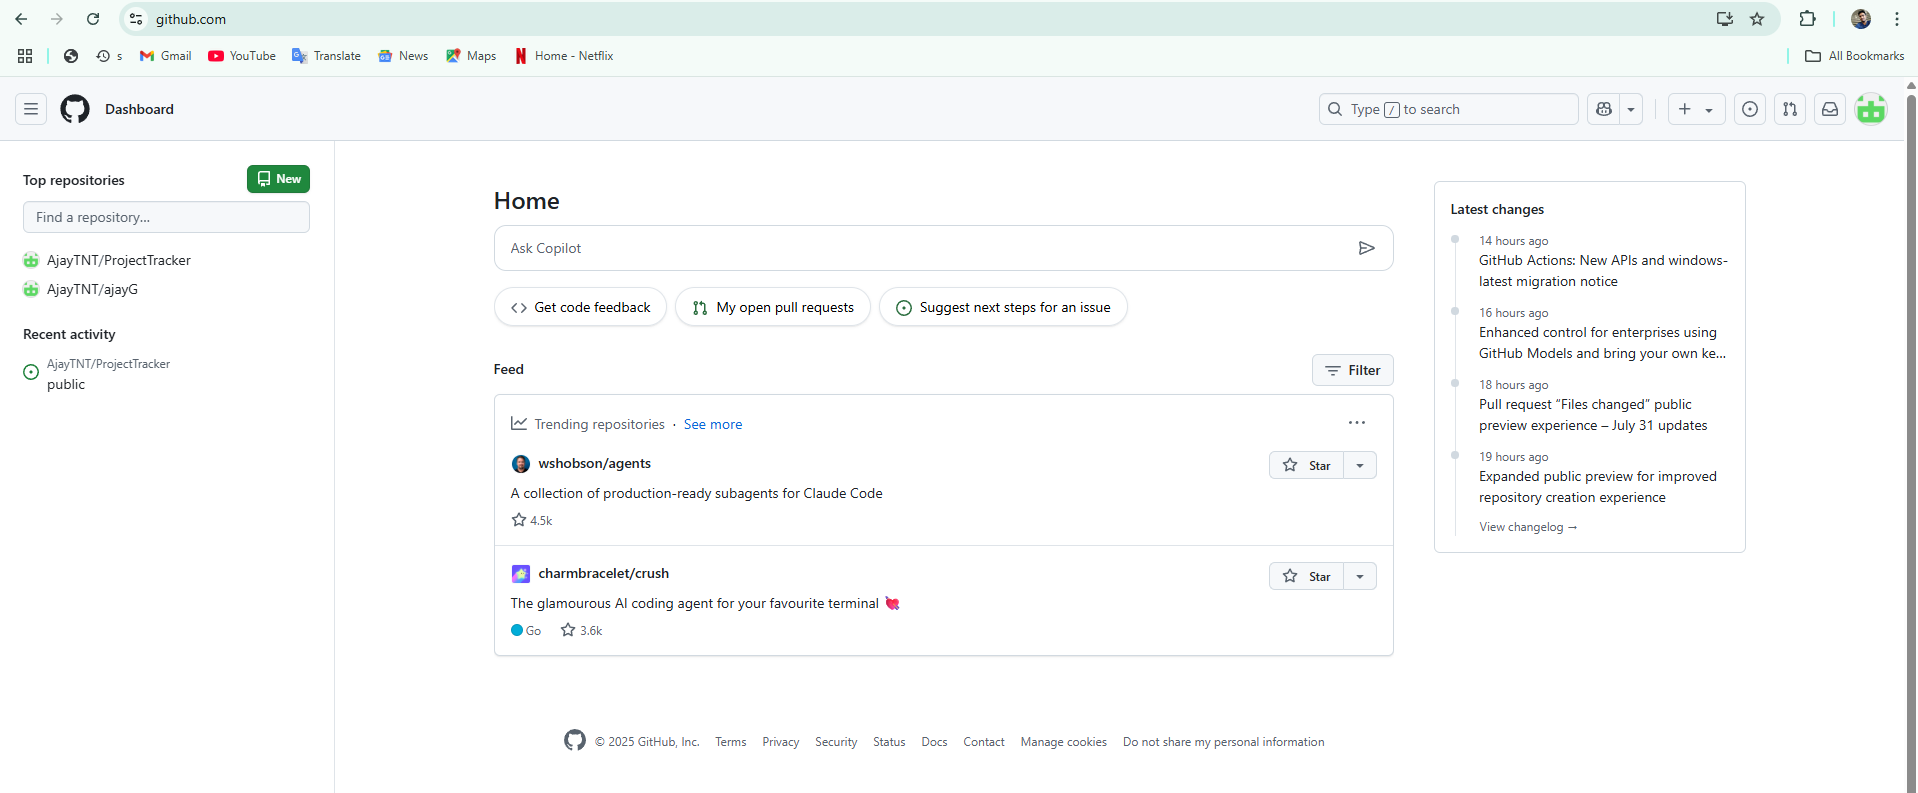 github.com
s
Gmail
YouTube
Translate
News
Maps
Home - Netflix
All Bookmarks
Dashboard
Type / to search
Top repositories
New
Find a repository...
AjayTNT/ProjectTracker
AjayTNT/ajayG
Recent activity
AjayTNT/ProjectTracker
public
Home
Ask Copilot
Get code feedback
My open pull requests
Suggest next steps for an issue
Feed
Filter
Trending repositories · See more
wshobson/agents
Star
A collection of production-ready subagents for Claude Code
4.5k
charmbracelet/crush
Star
The glamourous AI coding agent for your favourite terminal 💘
Go 3.6k
Latest changes
14 hours ago
GitHub Actions: New APIs and windows-
latest migration notice
16 hours ago
Enhanced control for enterprises using
GitHub Models and bring your own ke...
18 hours ago
Pull request “Files changed” public
preview experience – July 31 updates
19 hours ago
Expanded public preview for improved
repository creation experience
View changelog →
© 2025 GitHub, Inc. Terms Privacy Security Status Docs Contact Manage cookies Do not share my personal information